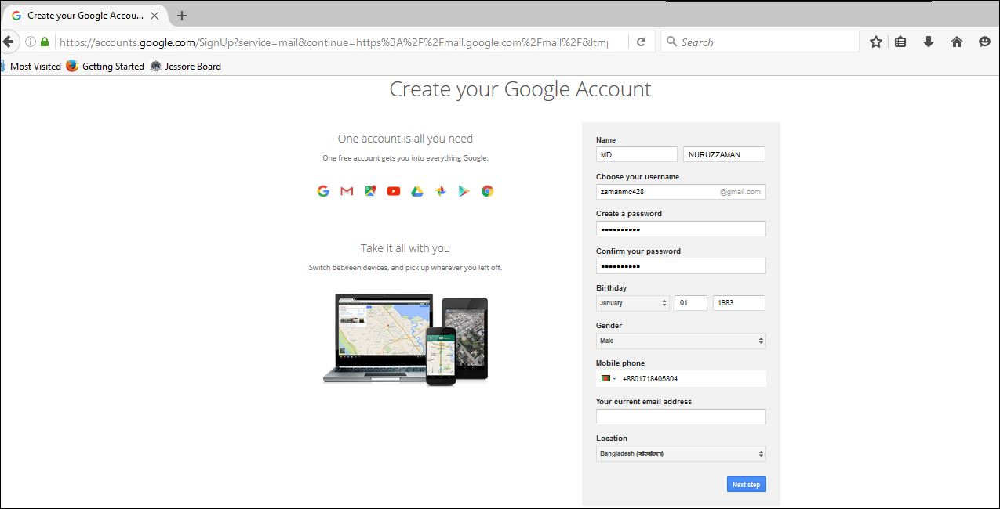 Create your Google Accou...
https://accounts.google.com/SignUp?service=mail&continue=https%3A%2F%2Fmail.google.com%2Fmail%2F&ltmp
Search
Most Visited Getting Started Jessore Board
Create your Google Account
One account is all you need
One free account gets you into everything Google.
Take it all with you
Switch between devices, and pick up wherever you left off.
Name
MD. NURUZZAMAN
Choose your username
zamanmc428 @gmail.com
Create a password
••••••••••
Confirm your password
••••••••••
Birthday
January 01 1983
Gender
Male
Mobile phone
+8801718405804
Your current email address
Location
Bangladesh
Next step